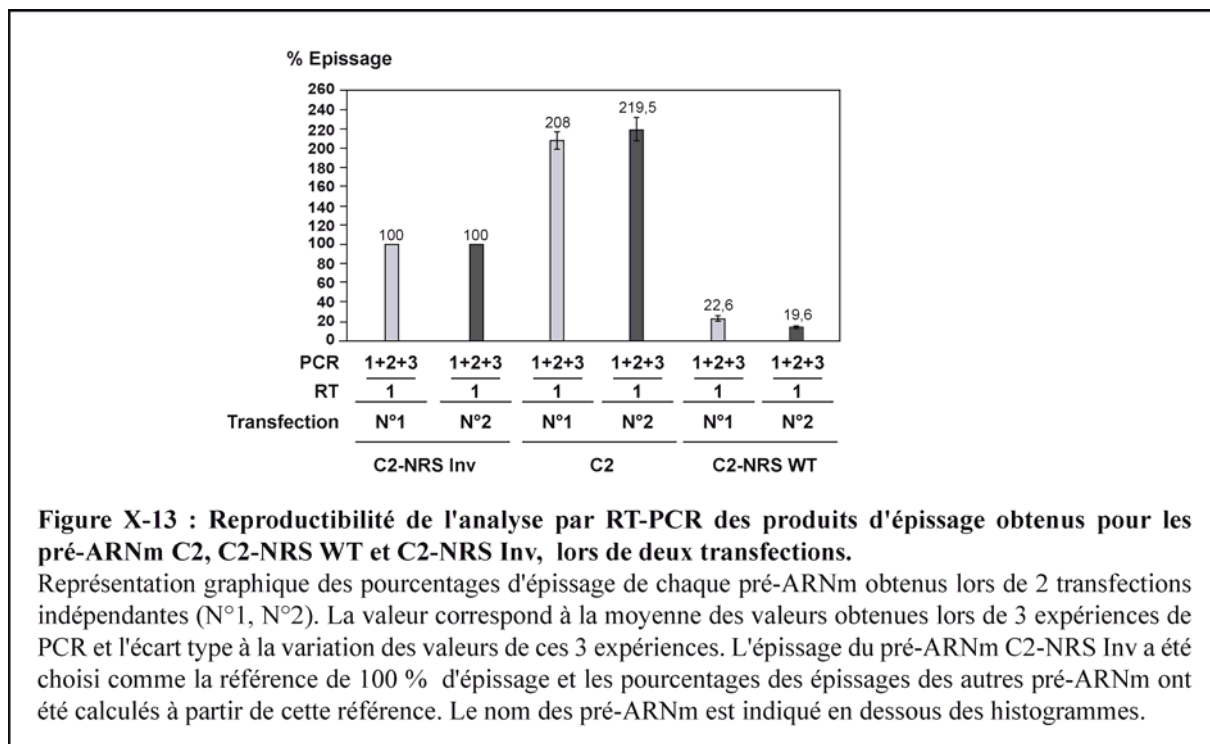 % Epissage
260
240
220
200
180
160
140
120
100
80
60
40
20
0
100
100
208
219,5
22,6
19,6
PCR 1+2+3 1+2+3 1+2+3 1+2+3 1+2+3 1+2+3
RT 1 1 1 1 1 1
Transfection N°1 N°2 N°1 N°2 N°1 N°2
C2-NRS Inv C2 C2-NRS WT
Figure X-13 : Reproductibilité de l'analyse par RT-PCR des produits d'épissage obtenus pour les
pré-ARNm C2, C2-NRS WT et C2-NRS Inv, lors de deux transfections.
Représentation graphique des pourcentages d'épissage de chaque pré-ARNm obtenus lors de 2 transfections
indépendantes (N°1, N°2). La valeur correspond à la moyenne des valeurs obtenues lors de 3 expériences de
PCR et l'écart type à la variation des valeurs de ces 3 expériences. L'épissage du pré-ARNm C2-NRS Inv a été
choisi comme la référence de 100 % d'épissage et les pourcentages des épissages des autres pré-ARNm ont
été calculés à partir de cette référence. Le nom des pré-ARNm est indiqué en dessous des histogrammes.